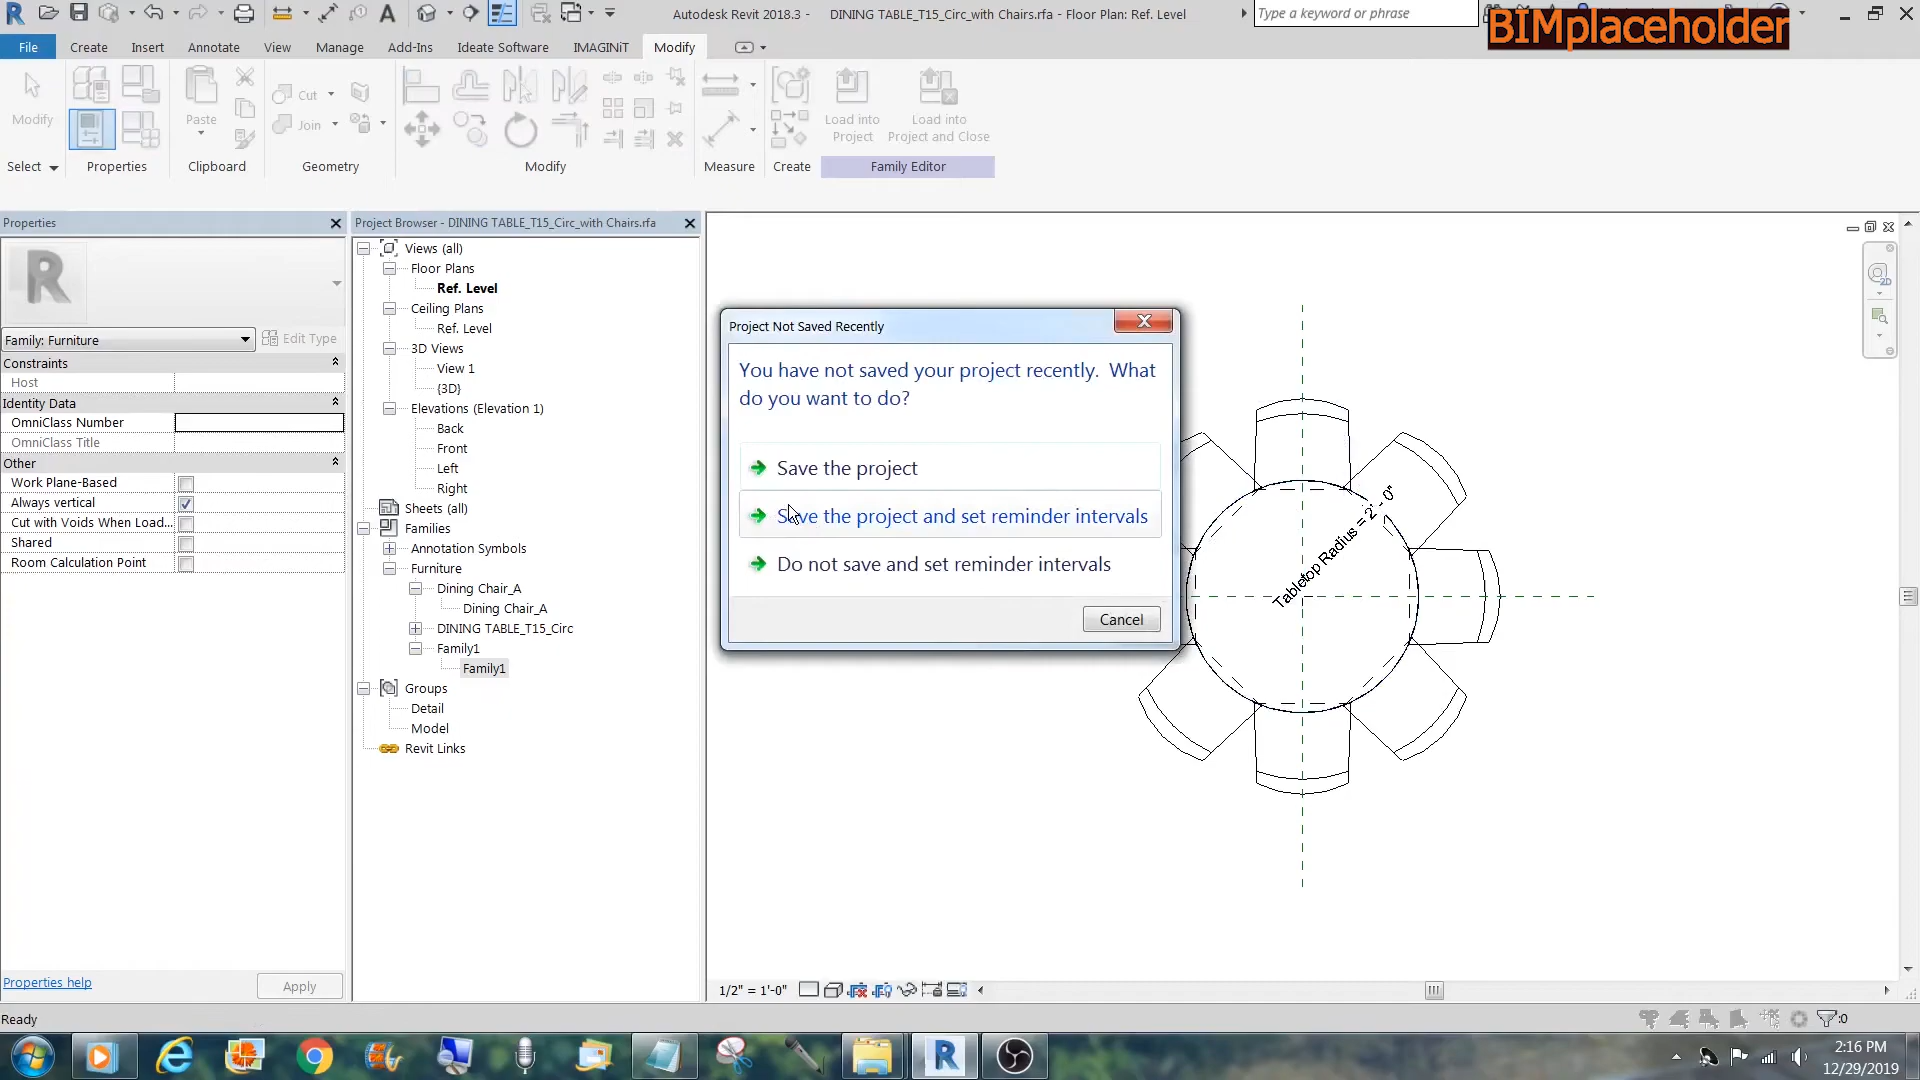 Autodesk Revit 2018.3 - DINING TABLE_T15_Circ_with Chairs.rfa - Floor Plan: Ref. Level
Type a keyword or phrase
BIMplaceholder
File Create Insert Annotate View Manage Add-Ins Ideate Software IMAGINiT Modify
Modify
Paste
Cut
Join
Load into Project
Load into Project and Close
Select Properties Clipboard Geometry Modify Measure Create Family Editor
Properties
Family: Furniture
Edit Type
Constraints
Host
Identity Data
OmniClass Number
OmniClass Title
Other
Work Plane-Based
Always vertical
Cut with Voids When Load...
Shared
Room Calculation Point
Properties help
Apply
Project Browser - DINING TABLE_T15_Circ_with Chairs.rfa
Views (all)
Floor Plans
Ref. Level
Ceiling Plans
Ref. Level
3D Views
View 1
{3D}
Elevations (Elevation 1)
Back
Front
Left
Right
Sheets (all)
Families
Annotation Symbols
Furniture
Dining Chair_A
Dining Chair_A
DINING TABLE_T15_Circ
Family1
Family1
Groups
Detail
Model
Revit Links
Project Not Saved Recently
You have not saved your project recently. What
do you want to do?
Save the project
Save the project and set reminder intervals
Do not save and set reminder intervals
Cancel
Tabletop Radius = 2' - 0"
2D
1/2" = 1'-0"
Ready
:0
2:16 PM
12/29/2019